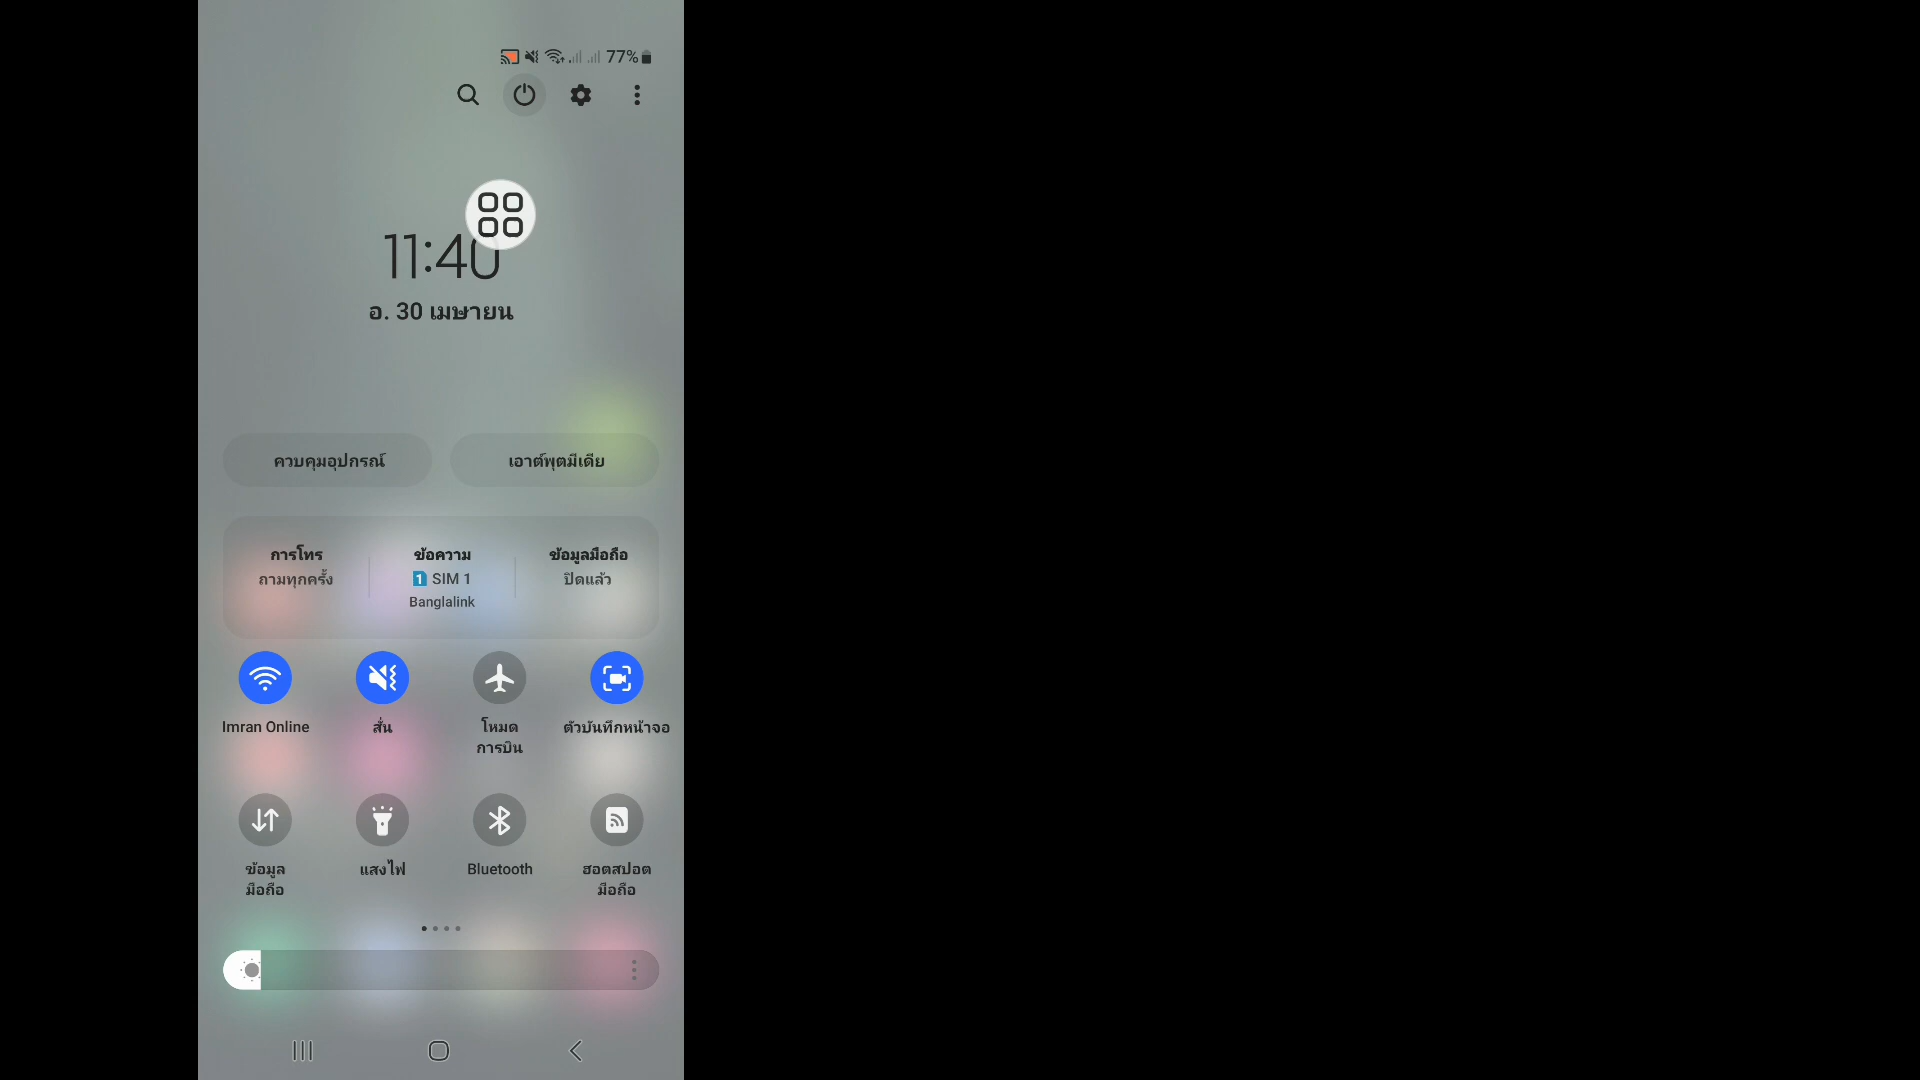 77%
11:40
อ. 30 เมษายน
ควบคุมอุปกรณ์
เอาต์พุตมีเดีย
การโทร
ถามทุกครั้ง
ข้อความ
1 SIM 1
Banglalink
ข้อมูลมือถือ
ปิดแล้ว
Imran Online
สั่น
โหมด
การบิน
ตัวบันทึกหน้าจอ
ข้อมูล
มือถือ
แสงไฟ
Bluetooth
ฮอตสปอต
มือถือ